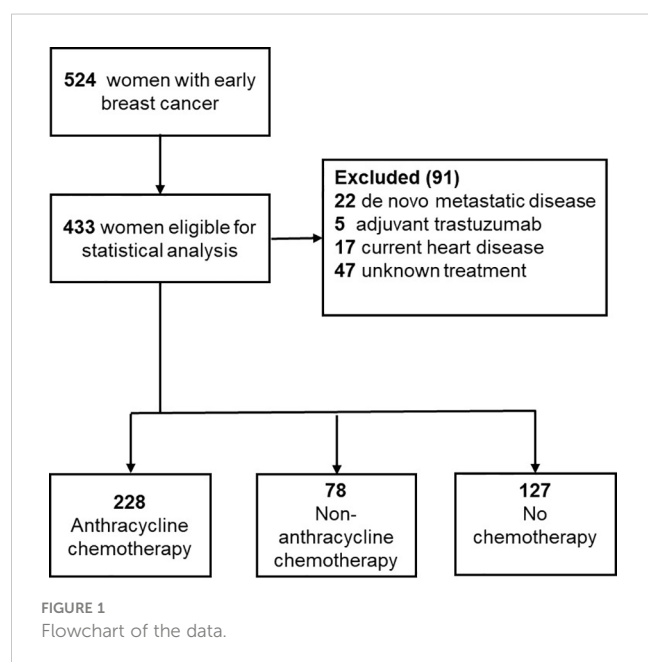 524 women with early
breast cancer
433 women eligible for
statistical analysis
Excluded (91)
22 de novo metastatic disease
5 adjuvant trastuzumab
17 current heart disease
47 unknown treatment
228
Anthracycline
chemotherapy
78
Non-
anthracycline
chemotherapy
127
No
chemotherapy
FIGURE 1
Flowchart of the data.